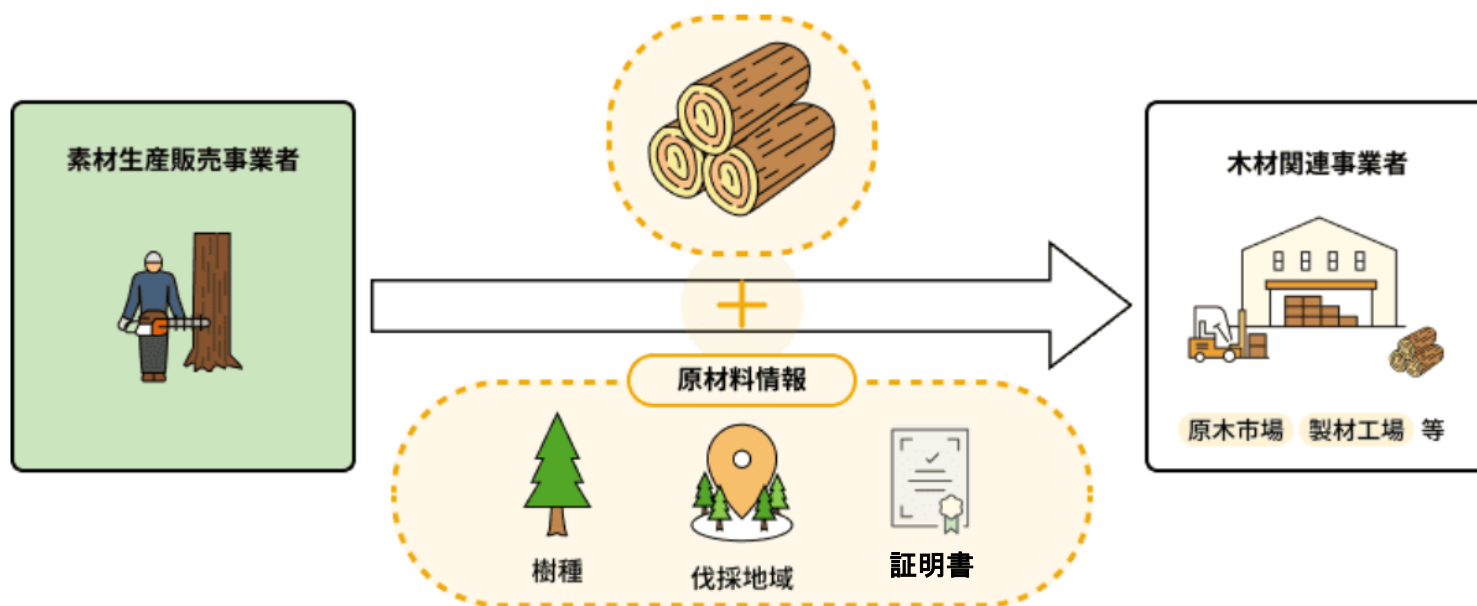 素材生産販売事業者
木材関連事業者
原材料情報
原木市場 製材工場 等
樹種
伐採地域
証明書